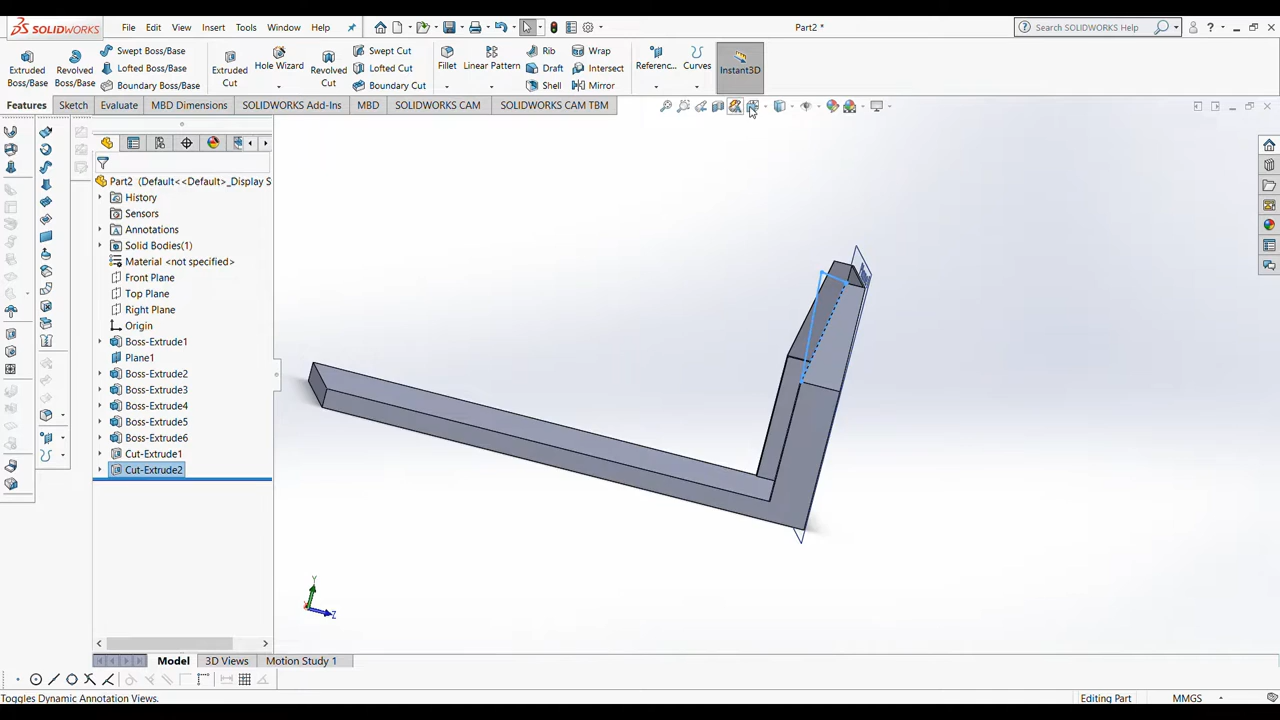 SOLIDWORKS
File Edit View Insert Tools Window Help
Part2 *
Search SOLIDWORKS Help
Extruded Boss/Base
Revolved Boss/Base
Swept Boss/Base
Lofted Boss/Base
Boundary Boss/Base
Extruded Cut
Hole Wizard
Revolved Cut
Swept Cut
Lofted Cut
Boundary Cut
Fillet
Linear Pattern
Rib
Draft
Shell
Wrap
Intersect
Mirror
Referenc...
Curves
Instant3D
Features Sketch Evaluate MBD Dimensions SOLIDWORKS Add-Ins MBD SOLIDWORKS CAM SOLIDWORKS CAM TBM
Part2 (Default<<Default>_Display S
History
Sensors
Annotations
Solid Bodies(1)
Material <not specified>
Front Plane
Top Plane
Right Plane
Origin
Boss-Extrude1
Plane1
Boss-Extrude2
Boss-Extrude3
Boss-Extrude4
Boss-Extrude5
Boss-Extrude6
Cut-Extrude1
Cut-Extrude2
Y
Z
Model 3D Views Motion Study 1
Toggles Dynamic Annotation Views.
Editing Part MMGS